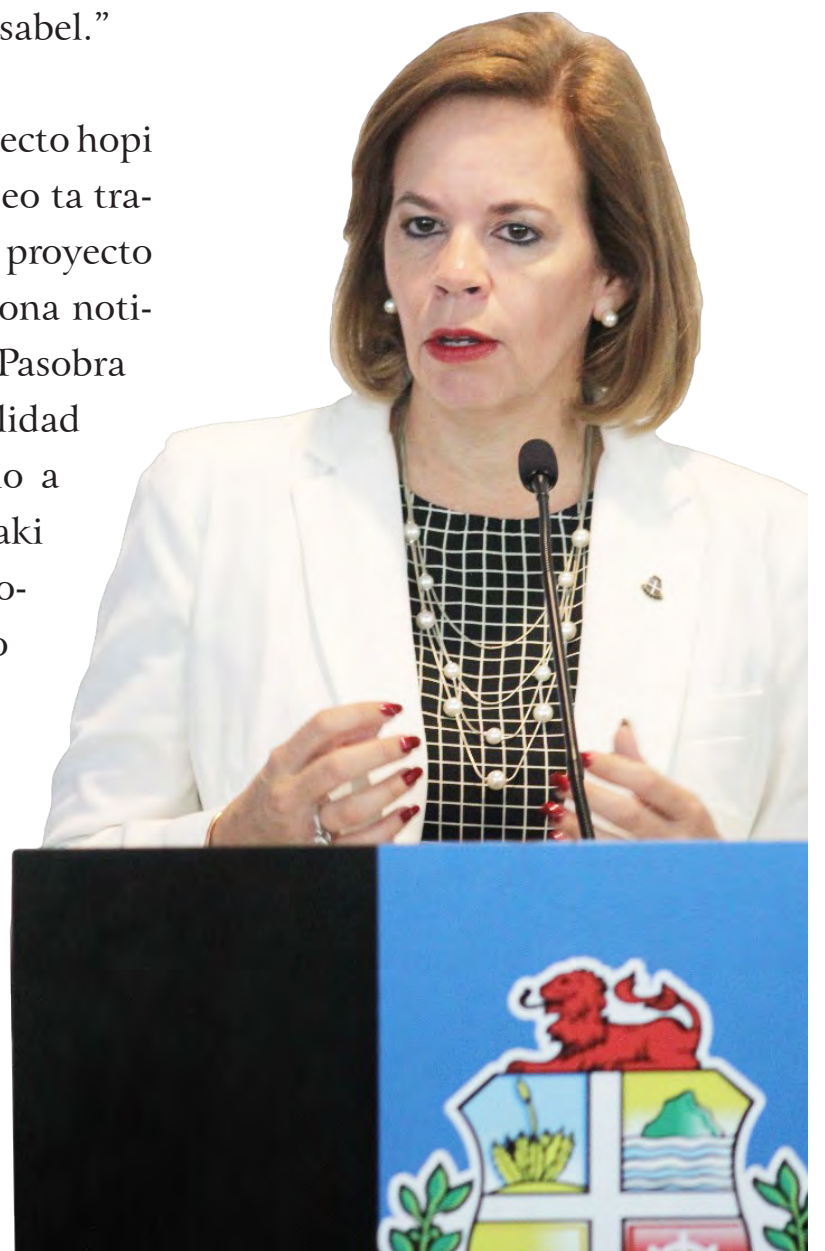 sabel.”
ecto hopi
eo ta tra-
proyecto
ona noti-
Pasobra
lidad
o a
aki
o-
o